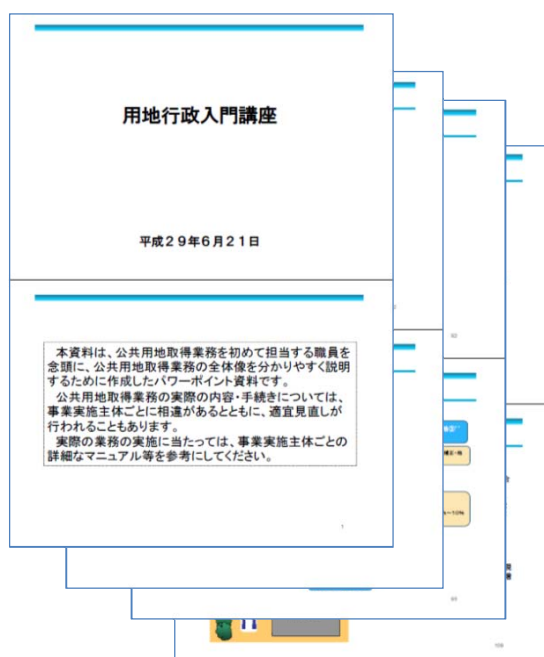 用地行政入門講座
平成29年6月21日
本資料は、公共用地取得業務を初めて担当する職員を
念頭に、公共用地取得業務の全体像を分かりやすく説明
するために作成したパワーポイント資料です。
公共用地取得業務の実際の内容・手続きについては、
事業実施主体ごとに相違があるとともに、適宜見直しが
行われることもあります。
実際の業務の実施に当たっては、事業実施主体ごとの
詳細なマニュアル等を参考にしてください。
1